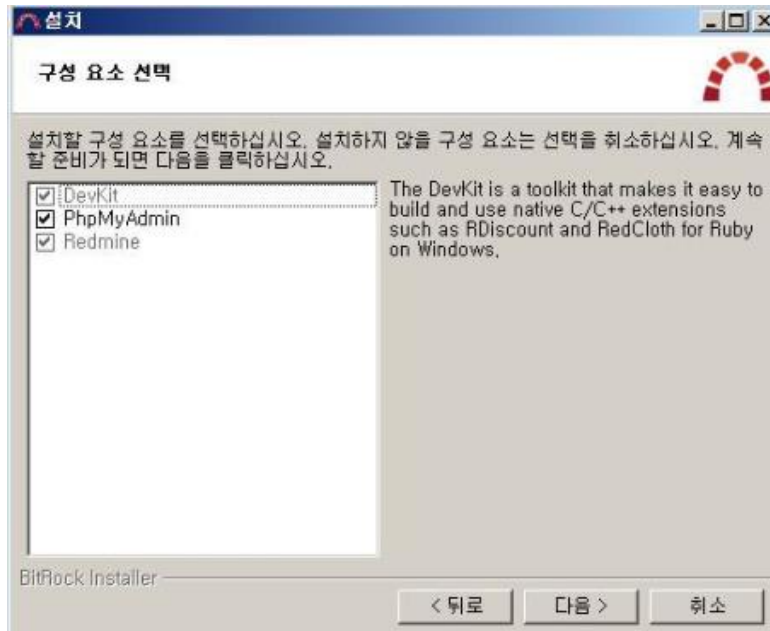 설치
구성 요소 선택
설치할 구성 요소를 선택하십시오. 설치하지 않을 구성 요소는 선택을 취소하십시오. 계속
할 준비가 되면 다음을 클릭하십시오.
DevKit
PhpMyAdmin
Redmine
The DevKit is a toolkit that makes it easy to
build and use native C/C++ extensions
such as RDiscount and RedCloth for Ruby
on Windows.
BitRock Installer
< 뒤로
다음 >
취소